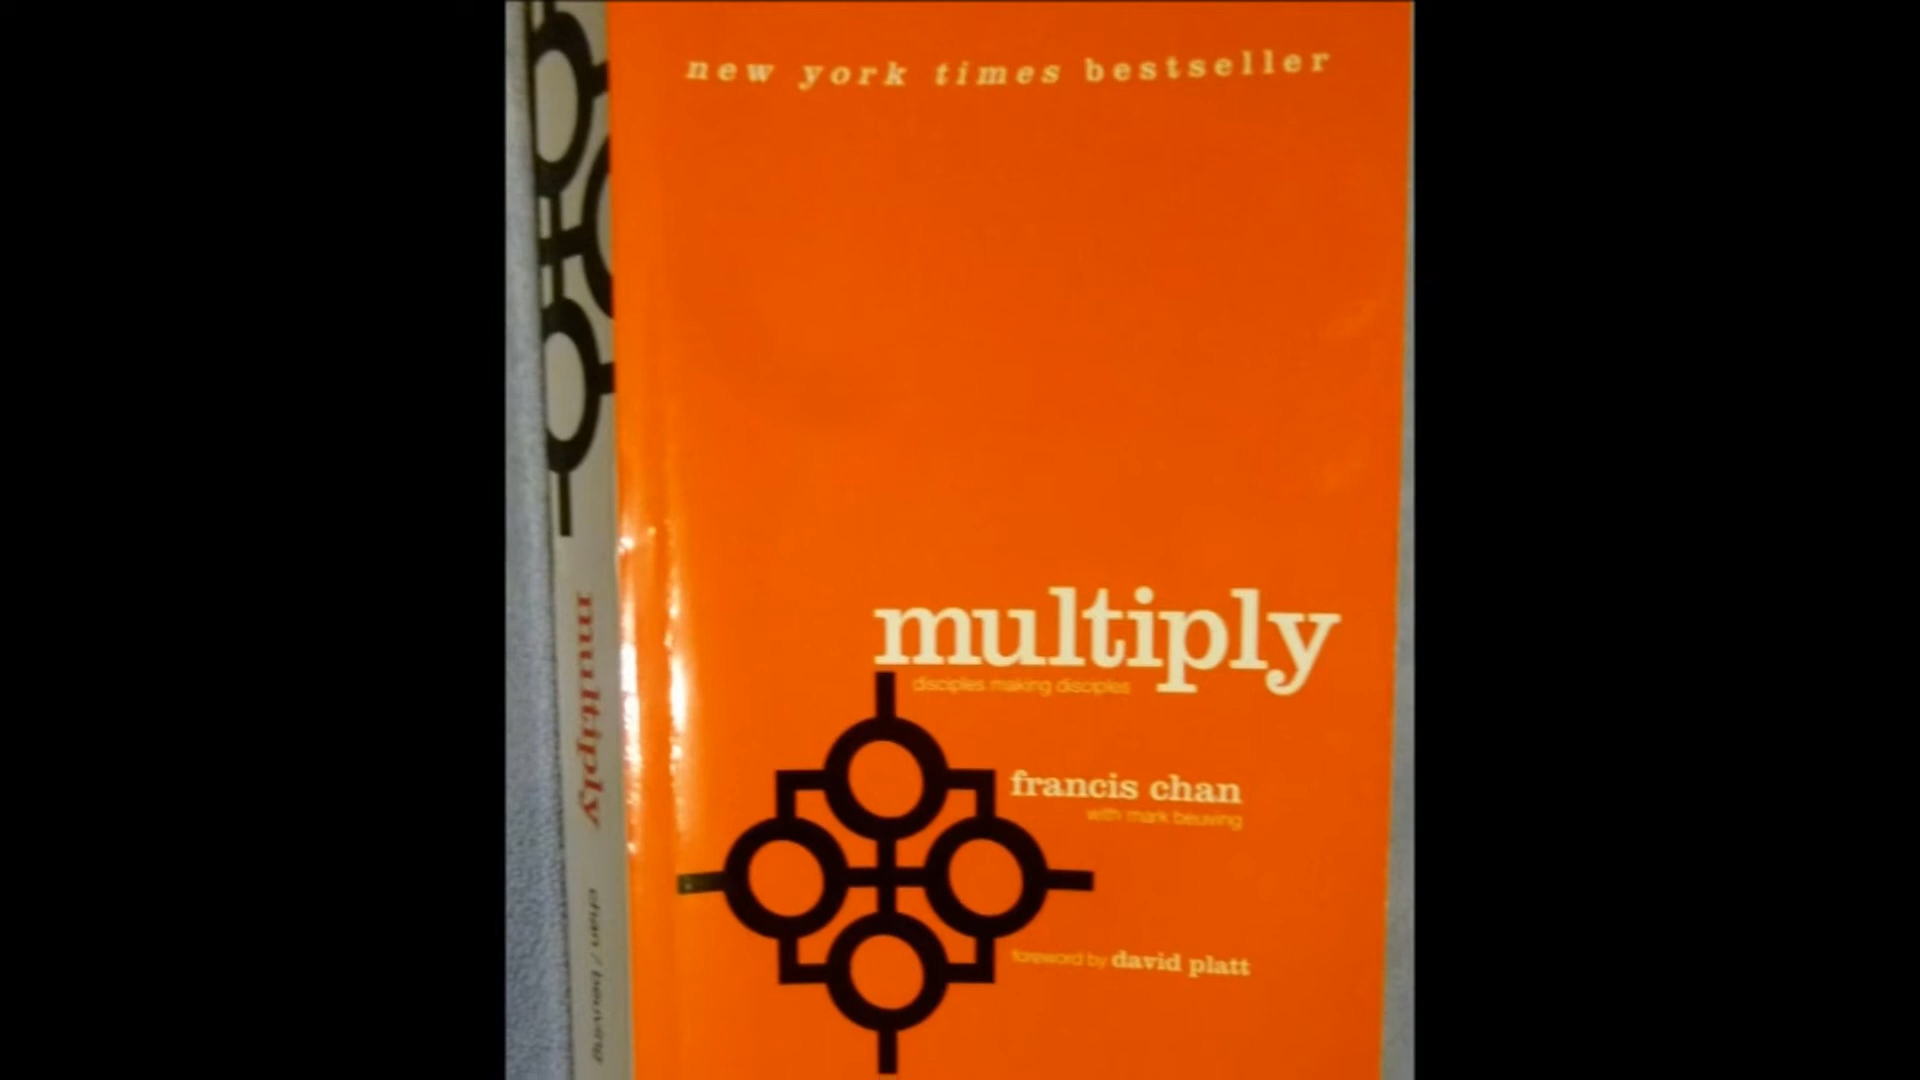 new york times bestseller
multiply
disciples making disciples
francis chan
with mark beuving
foreword by david platt
multiply
chan / beuving